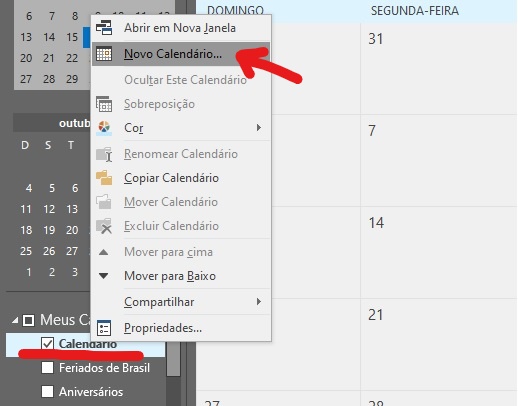 DOMINGO SEGUNDA-FEIRA
6 7 8
13 14 15
20 21 22
27 28 29
outub
D S T
4 5 6
11 12 13
18 19 20
25 26 27
1 2 3
Meus Ca
Calendário
Feriados do Brasil
Aniversários
Abrir em Nova Janela
Novo Calendário...
Ocultar Este Calendário
Sobreposição
Cor
Renomear Calendário
Copiar Calendário
Mover Calendário
Excluir Calendário
Mover para cima
Mover para Baixo
Compartilhar
Propriedades...
31
7
14
21
27 28